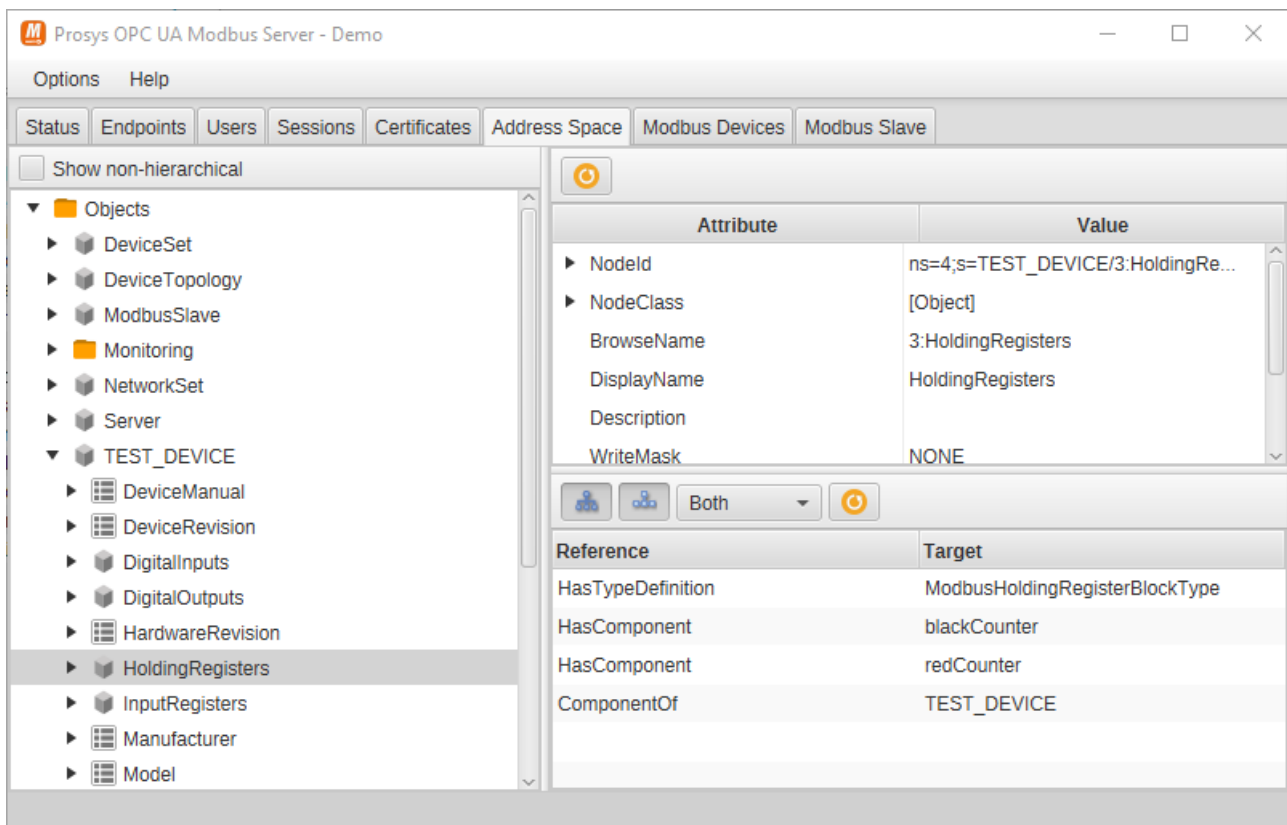 Prosys OPC UA Modbus Server - Demo
Options Help
Status Endpoints Users Sessions Certificates Address Space Modbus Devices Modbus Slave
Show non-hierarchical
Objects
DeviceSet
DeviceTopology
ModbusSlave
Monitoring
NetworkSet
Server
TEST_DEVICE
DeviceManual
DeviceRevision
DigitalInputs
DigitalOutputs
HardwareRevision
HoldingRegisters
InputRegisters
Manufacturer
Model
Attribute Value
NodeId ns=4;s=TEST_DEVICE/3:HoldingRe...
NodeClass [Object]
BrowseName 3:HoldingRegisters
DisplayName HoldingRegisters
Description
WriteMask NONE
Both
Reference Target
HasTypeDefinition ModbusHoldingRegisterBlockType
HasComponent blackCounter
HasComponent redCounter
ComponentOf TEST_DEVICE